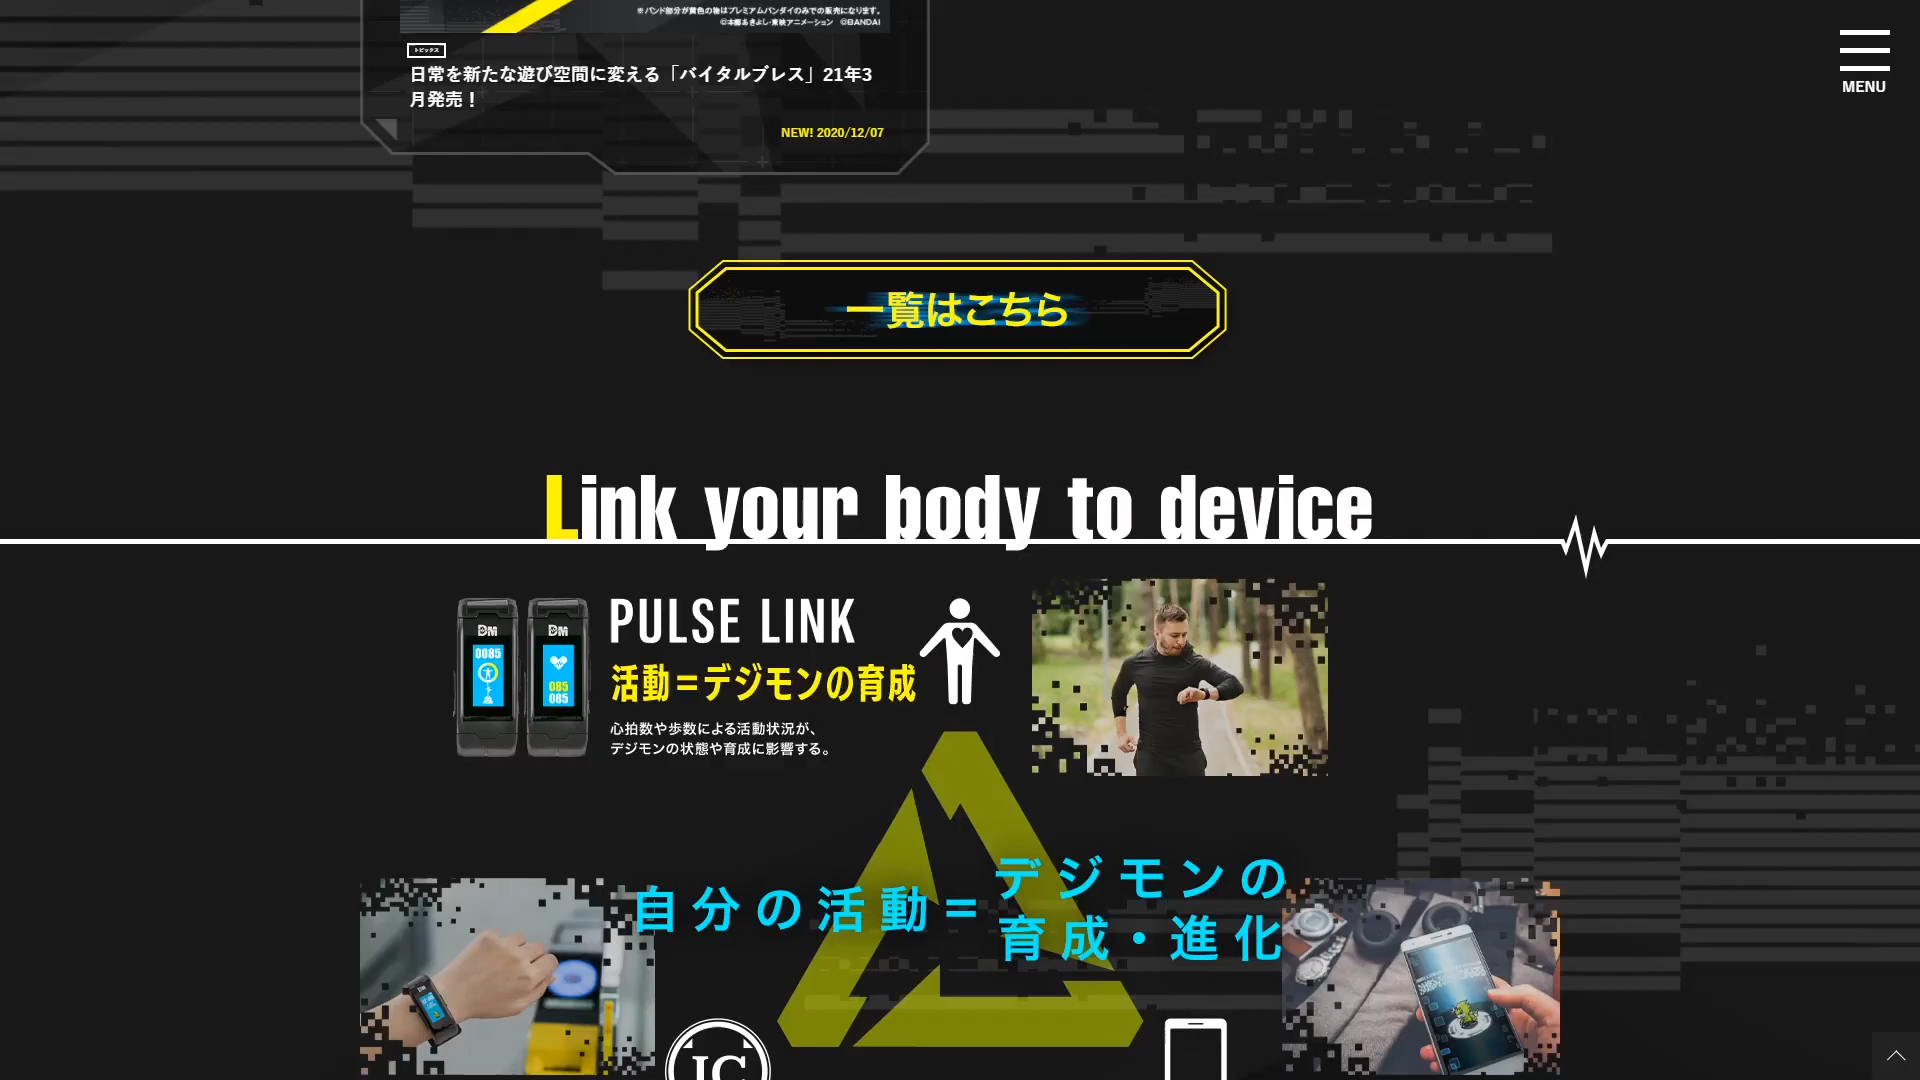 ※バンド部分が黄色の物はプレミアムバンダイのみでの販売になります。
©本郷あきよし・東映アニメーション ©BANDAI
トピックス
日常を新たな遊び空間に変える「バイタルブレス」21年3
月発売！
NEW! 2020/12/07
MENU
一覧はこちら
Link your body to device
PULSE LINK
活動＝デジモンの育成
心拍数や歩数による活動状況が、
デジモンの状態や育成に影響する。
DM
0085
DM
085
085
自分の活動＝デジモンの
育成・進化
IC